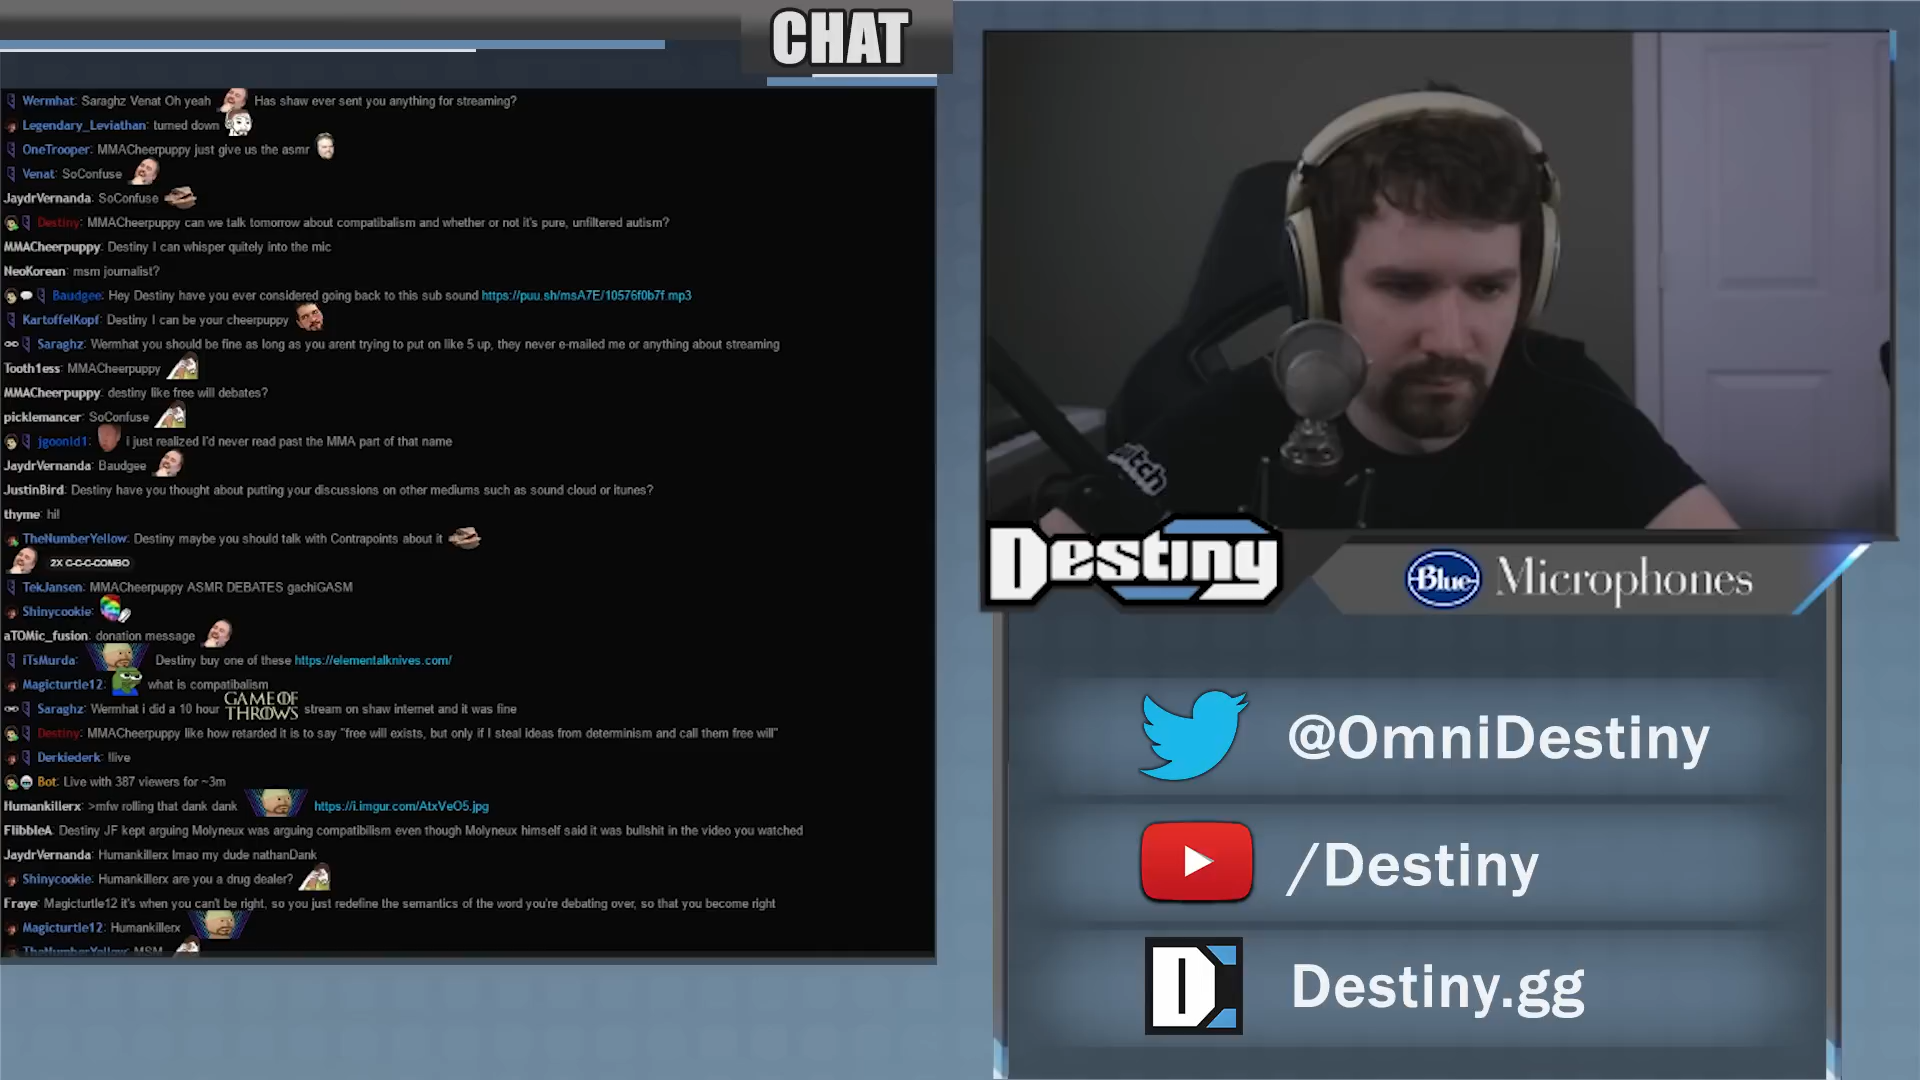 CHAT
Wermhat: Saraghz Venat Oh yeah Has shaw ever sent you anything for streaming?
Legendary_Leviathan: turned down
OneTrooper: MMACheerpuppy just give us the asmr
Venat: SoConfuse
JaydrVernanda: SoConfuse
Destiny: MMACheerpuppy can we talk tomorrow about compatibalism and whether or not it's pure, unfiltered autism?
MMACheerpuppy: Destiny I can whisper quitely into the mic
NeoKorean: msm journalist?
Baudgee: Hey Destiny have you ever considered going back to this sub sound https://puu.sh/msA7E/10576f0b7f.mp3
KartoffelKopf: Destiny I can be your cheerpuppy
Saraghz: Wermhat you should be fine as long as you arent trying to put on like 5 up, they never e-mailed me or anything about streaming
Tooth1ess: MMACheerpuppy
MMACheerpuppy: destiny like free will debates?
picklemancer: SoConfuse
jgoonld1: i just realized I'd never read past the MMA part of that name
JaydrVernanda: Baudgee
JustinBird: Destiny have you thought about putting your discussions on other mediums such as sound cloud or itunes?
thyme: hi!
TheNumberYellow: Destiny maybe you should talk with Contrapoints about it
2X C-C-C-COMBO
TekJansen: MMACheerpuppy ASMR DEBATES gachiGASM
Shinycookie:
aTOMic_fusion: donation message
iTsMurda: Destiny buy one of these https://elementalknives.com/
Magicturtle12: what is compatibalism
Saraghz: Wermhat i did a 10 hour GAME OF THROWS stream on shaw internet and it was fine
Destiny: MMACheerpuppy like how retarded it is to say "free will exists, but only if I steal ideas from determinism and call them free will"
Derkiederk: !live
Bot: Live with 387 viewers for ~3m
Humankillerx: >mfw rolling that dank dank https://i.imgur.com/AtxVeO5.jpg
FlibbleA: Destiny JF kept arguing Molyneux was arguing compatibilism even though Molyneux himself said it was bullshit in the video you watched
JaydrVernanda: Humankillerx lmao my dude nathanDank
Shinycookie: Humankillerx are you a drug dealer?
Fraye: Magicturtle12 it's when you can't be right, so you just redefine the semantics of the word you're debating over, so that you become right
Magicturtle12: Humankillerx
TheNumberYellow: MSM
twitch
Destiny
Blue Microphones
@OmniDestiny
/Destiny
Destiny.gg